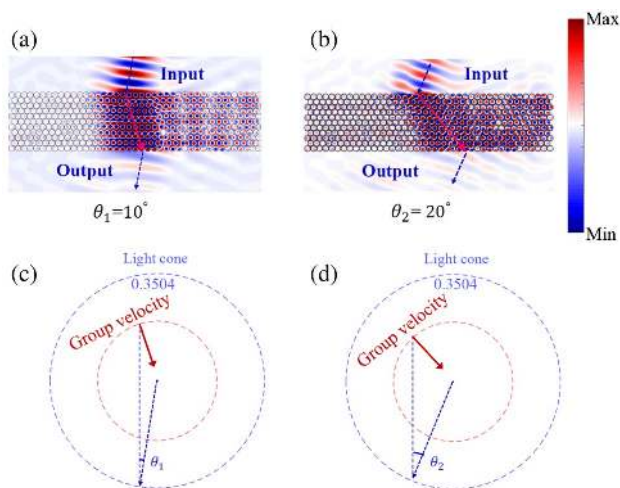 (a)
Input
Output
θ₁=10°
(b)
Input
Output
θ₂= 20°
Max
Min
(c)
Light cone
0.3504
Group velocity
θ₁
(d)
Light cone
0.3504
Group velocity
θ₂